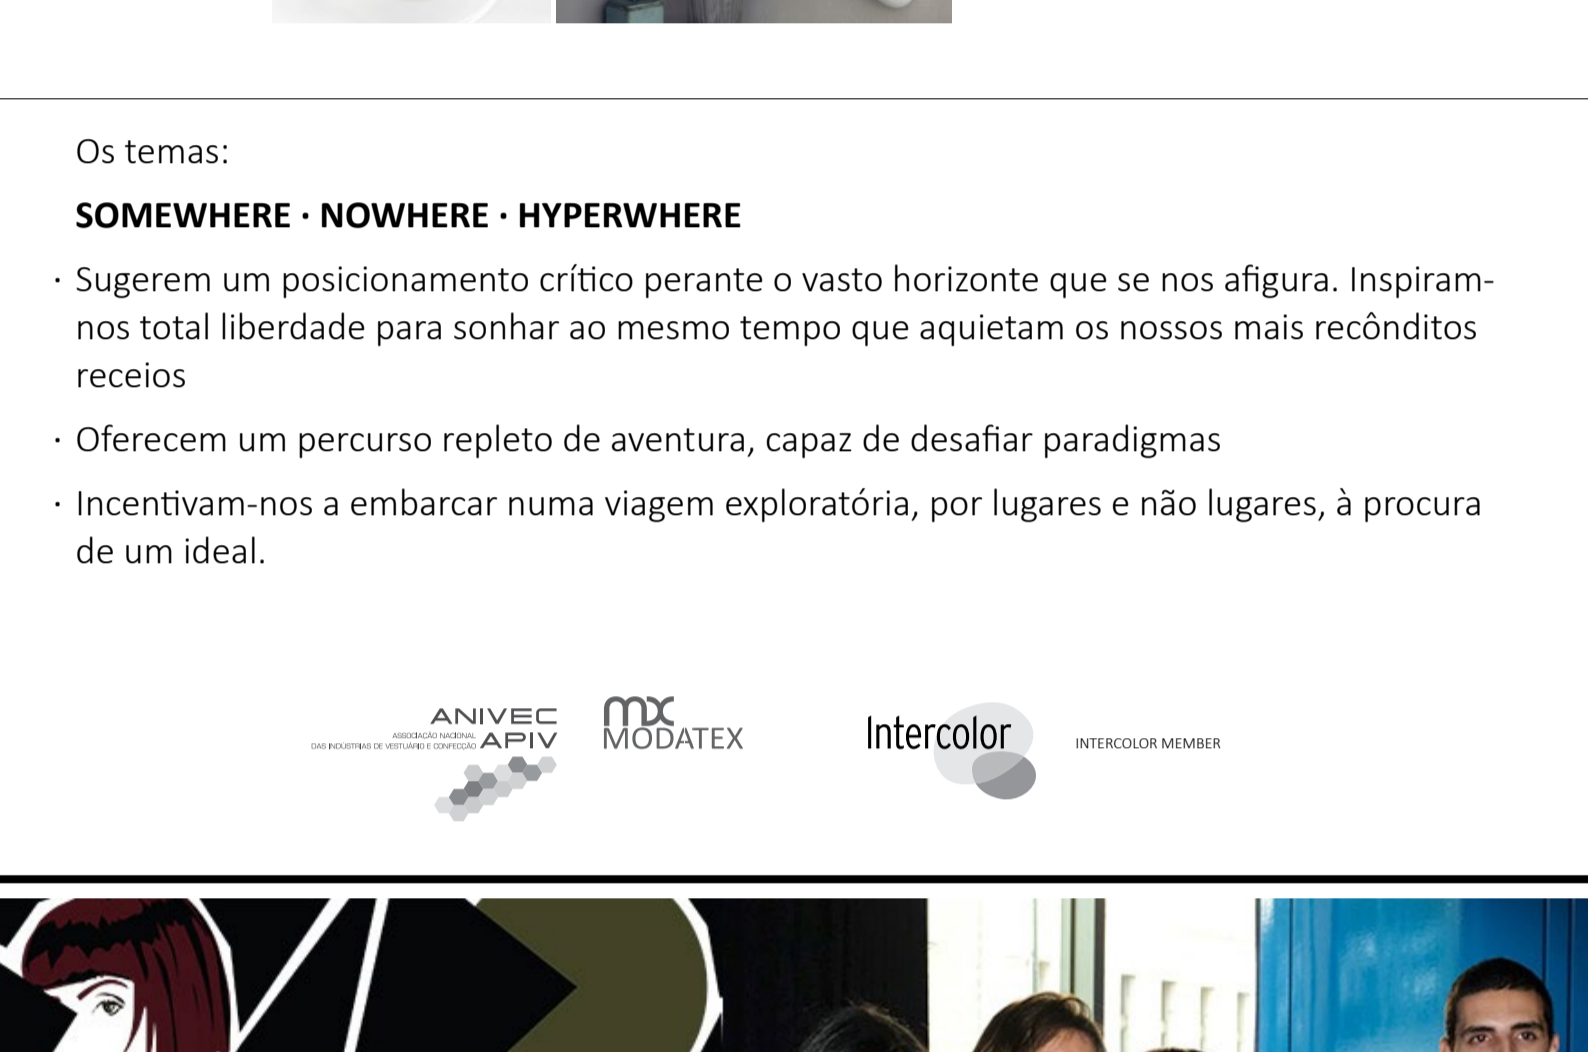 Os temas:
SOMEWHERE · NOWHERE · HYPERWHERE
· Sugerem um posicionamento crítico perante o vasto horizonte que se nos afigura. Inspiram-
nos total liberdade para sonhar ao mesmo tempo que aquietam os nossos mais recônditos
receios
· Oferecem um percurso repleto de aventura, capaz de desafiar paradigmas
· Incentivam-nos a embarcar numa viagem exploratória, por lugares e não lugares, à procura
de um ideal.
ANIVEC
ASSOCIAÇÃO NACIONAL
DAS INDÚSTRIAS DE VESTUÁRIO E CONFECÇÃO APIV
mx
MODATEX
Intercolor
INTERCOLOR MEMBER